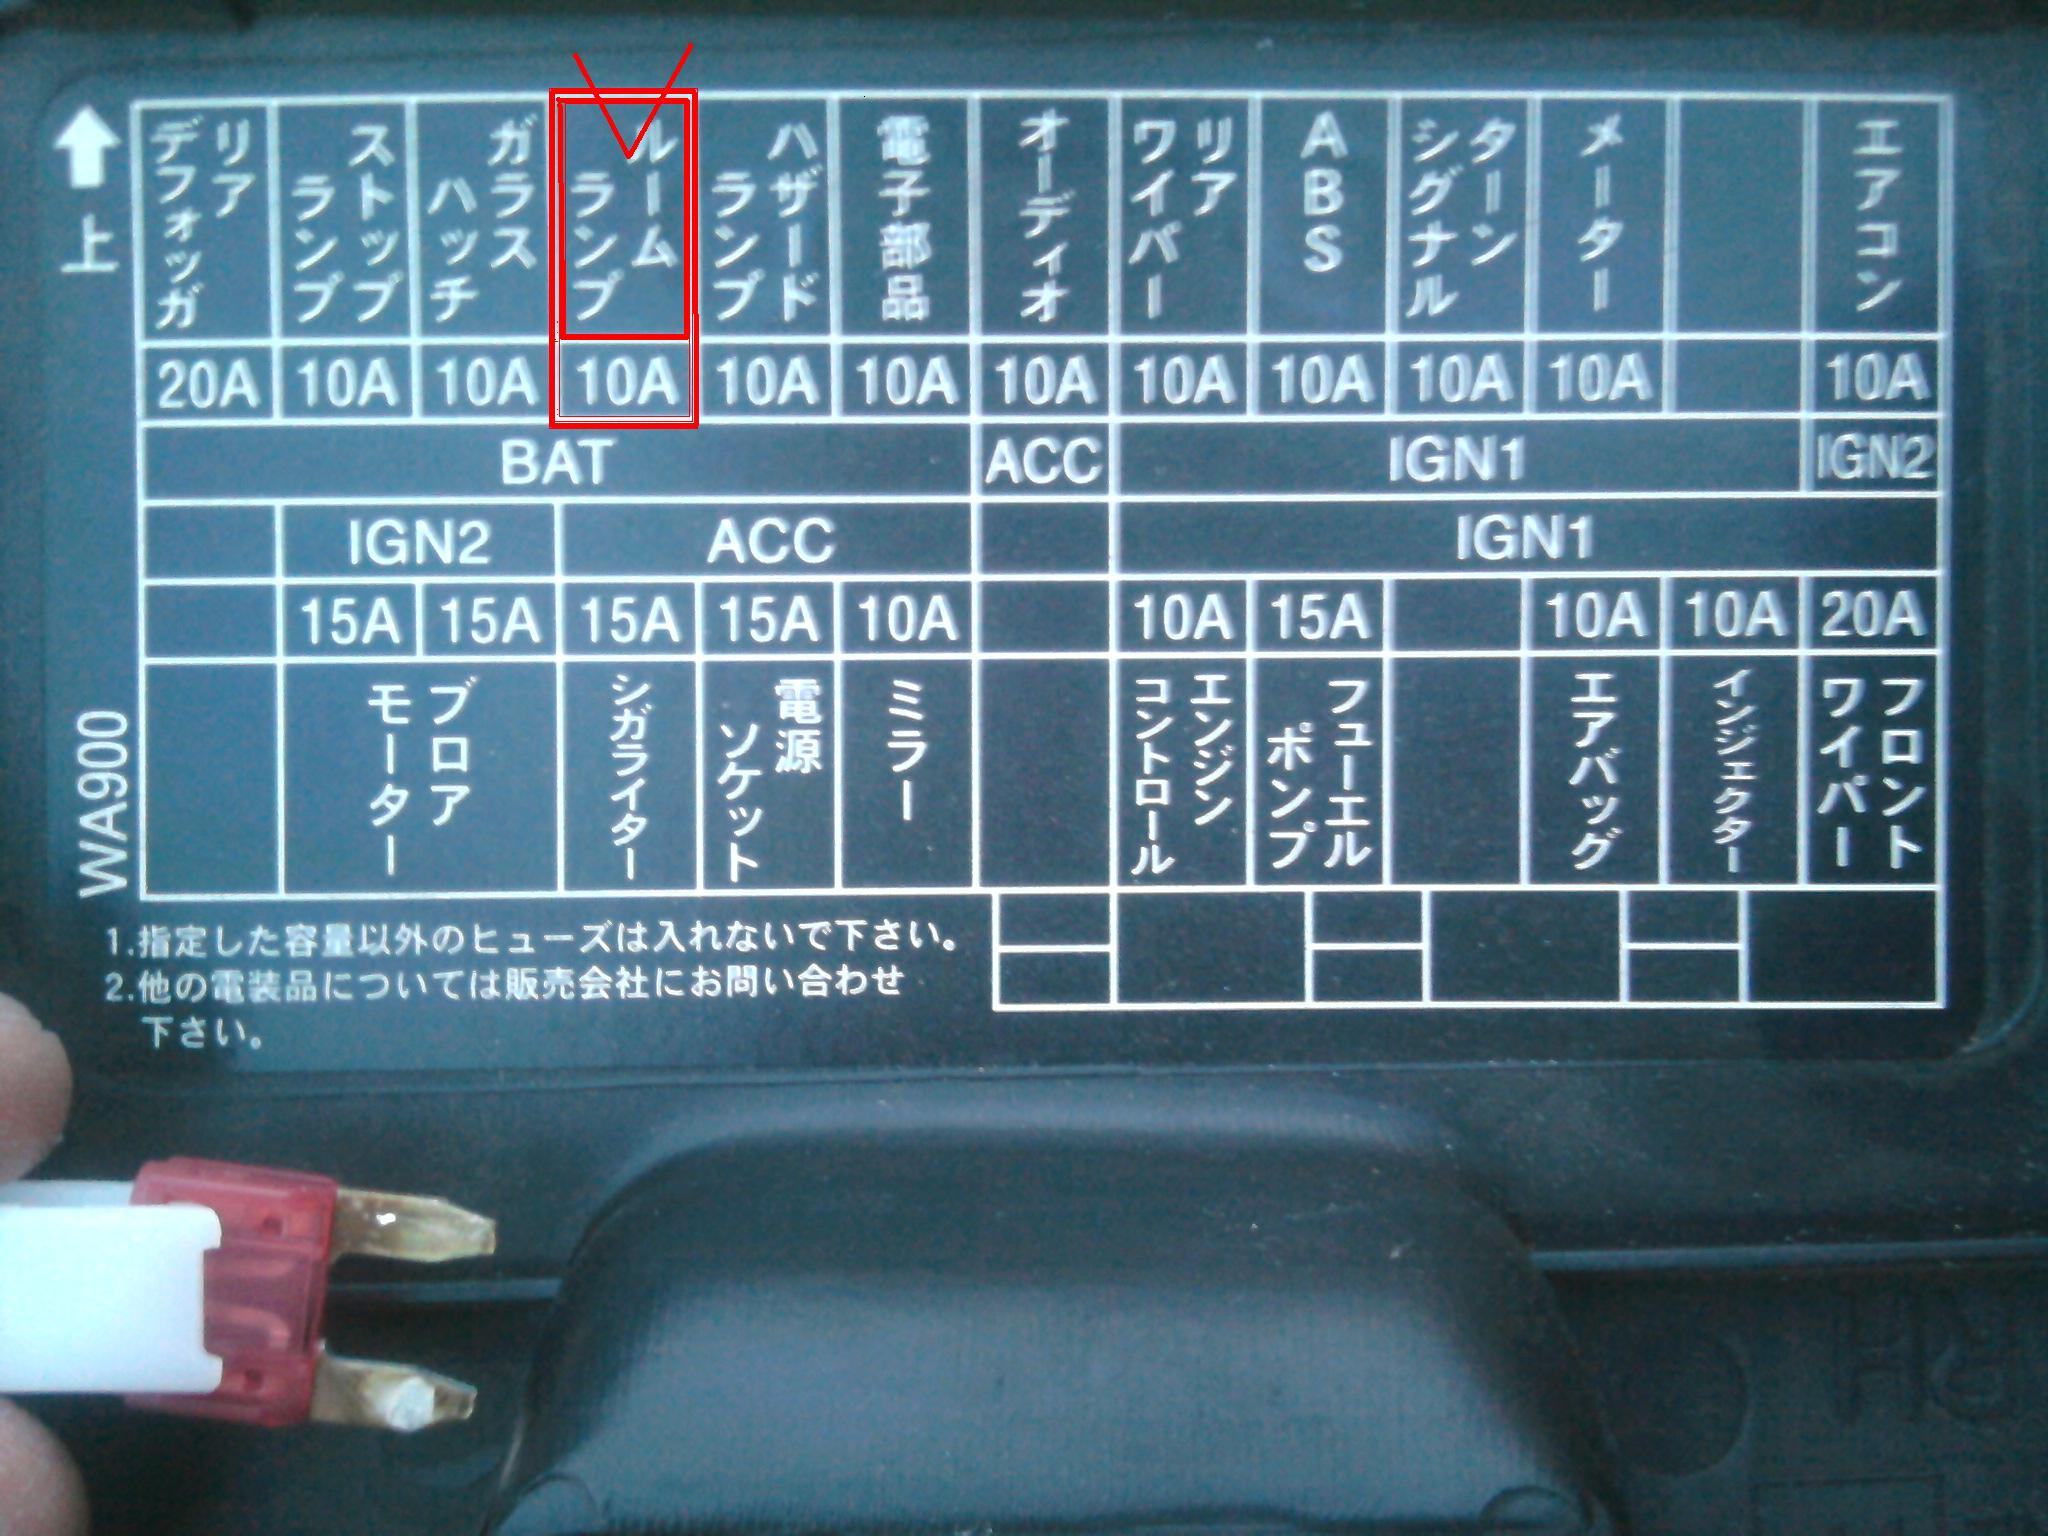 上
リア デフォッガ
ストップ ランプ
ガラス ハッチ
ルーム ランプ
ハザード ランプ
電子部品
オーディオ
リア ワイパー
ABS
ターン シグナル
メーター
エアコン
20A 10A 10A 10A 10A 10A 10A 10A 10A 10A 10A 10A
BAT ACC IGN1 IGN2
IGN2 ACC IGN1
15A 15A 15A 15A 10A 10A 15A 10A 10A 20A
ブロア モーター
シガライター
電源 ソケット
ミラー
エンジン コントロール
フューエル ポンプ
エアバッグ
インジェクター
フロント ワイパー
WA900
1.指定した容量以外のヒューズは入れないで下さい。
2.他の電装品については販売会社にお問い合わせ
下さい。